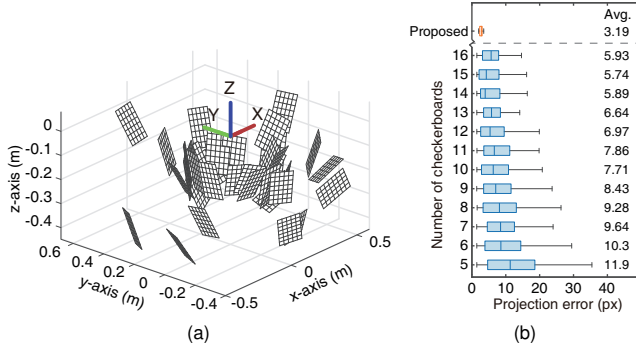 Z
Y
X
0
-0.1
-0.2
-0.3
-0.4
z-axis (m)
0.6
0.4
0.2
0
-0.2
-0.4
y-axis (m)
-0.5
0
0.5
x-axis (m)
(a)
Avg.
Proposed 3.19
16 5.93
15 5.74
14 5.89
13 6.64
12 6.97
11 7.86
10 7.71
9 8.43
8 9.28
7 9.64
6 10.3
5 11.9
Number of checkerboards
0 10 20 30 40
Projection error (px)
(b)